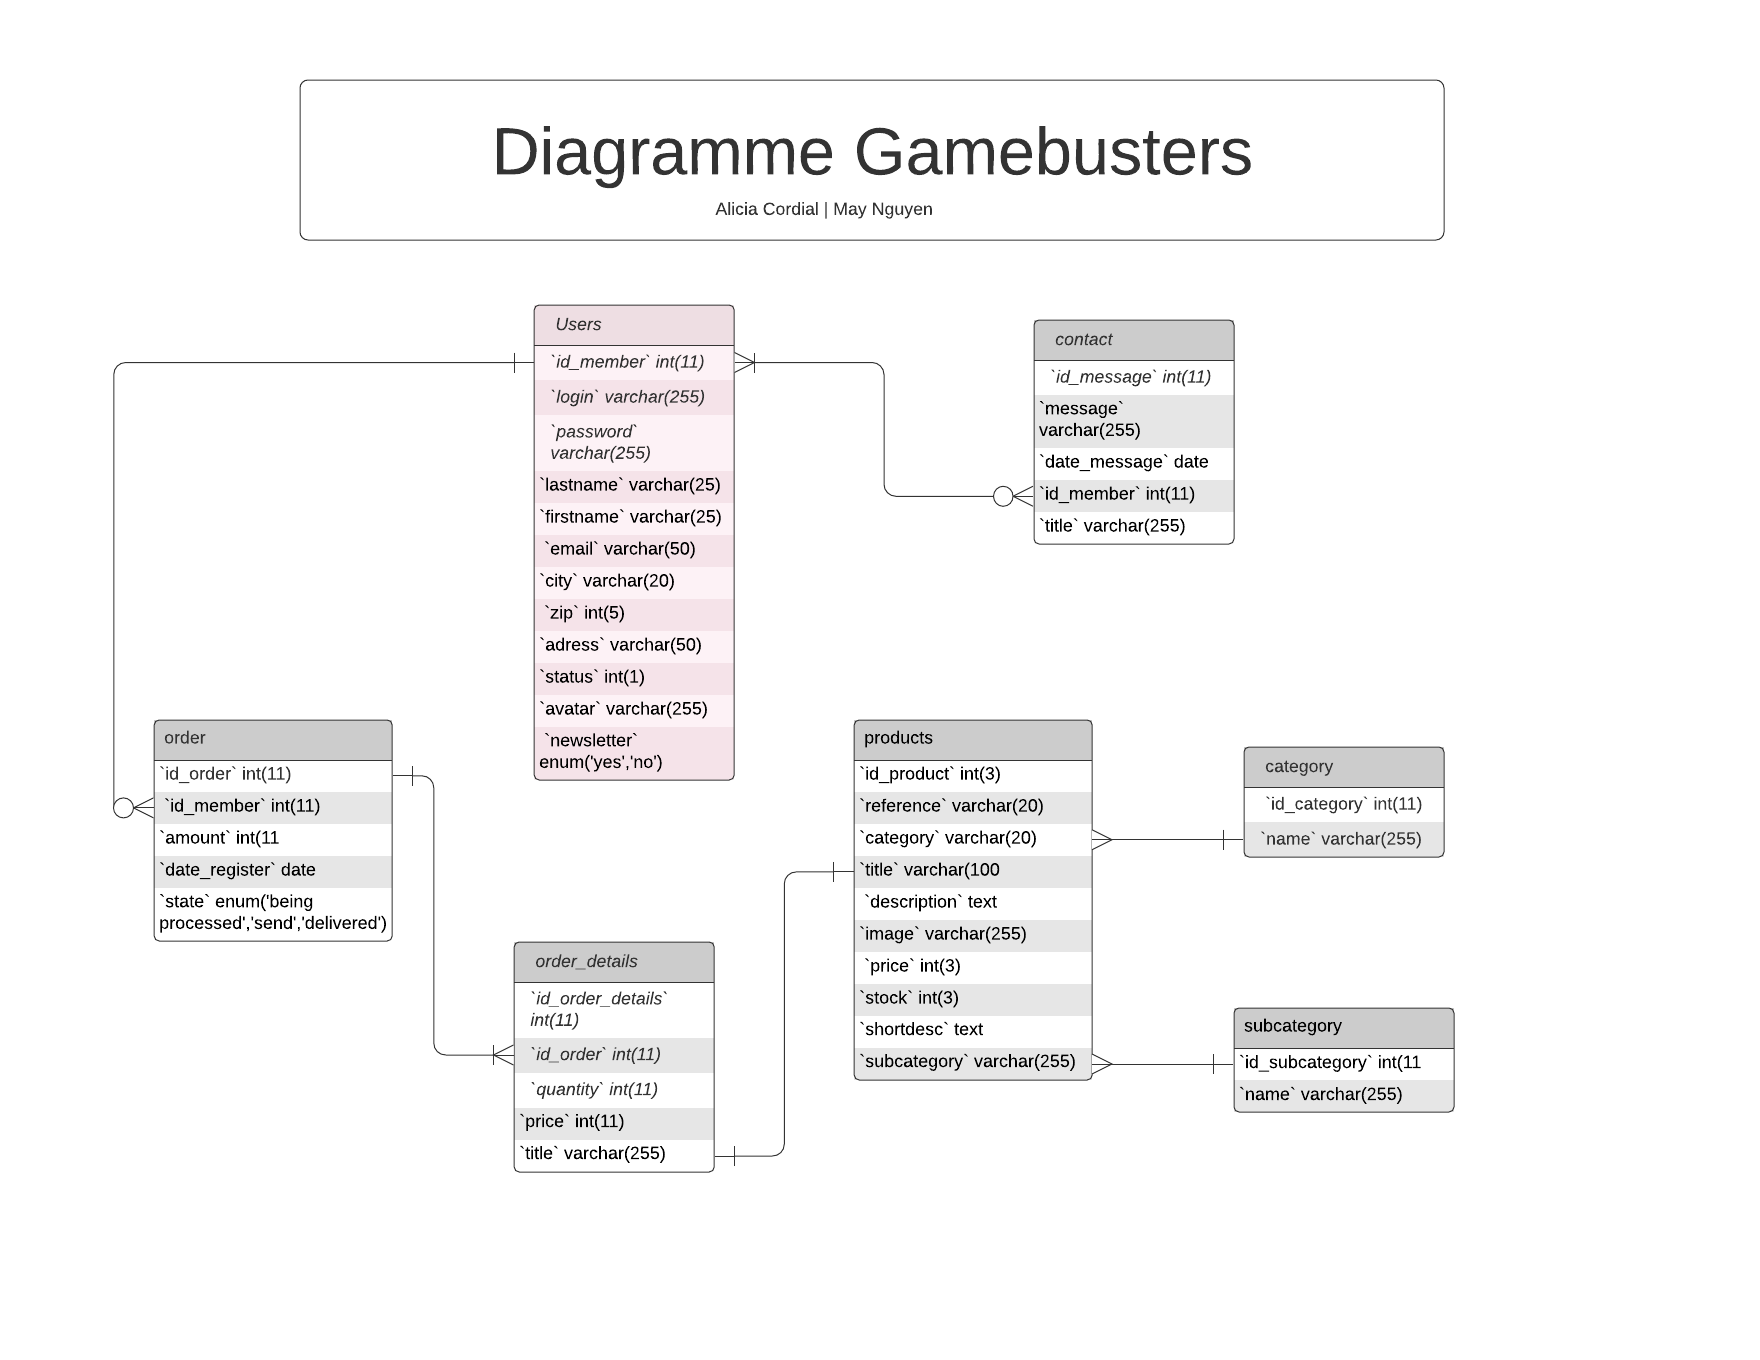 Diagramme Gamebusters
Alicia Cordial | May Nguyen
Users
`id_member` int(11)
`login` varchar(255)
`password`
varchar(255)
`lastname` varchar(25)
`firstname` varchar(25)
`email` varchar(50)
`city` varchar(20)
`zip` int(5)
`adress` varchar(50)
`status` int(1)
`avatar` varchar(255)
`newsletter`
enum('yes','no')
contact
`id_message` int(11)
`message`
varchar(255)
`date_message` date
`id_member` int(11)
`title` varchar(255)
order
`id_order` int(11)
`id_member` int(11)
`amount` int(11
`date_register` date
`state` enum('being
processed','send','delivered')
order_details
`id_order_details`
int(11)
`id_order` int(11)
`quantity` int(11)
`price` int(11)
`title` varchar(255)
products
`id_product` int(3)
`reference` varchar(20)
`category` varchar(20)
`title` varchar(100
`description` text
`image` varchar(255)
`price` int(3)
`stock` int(3)
`shortdesc` text
`subcategory` varchar(255)
category
`id_category` int(11)
`name` varchar(255)
subcategory
`id_subcategory` int(11
`name` varchar(255)